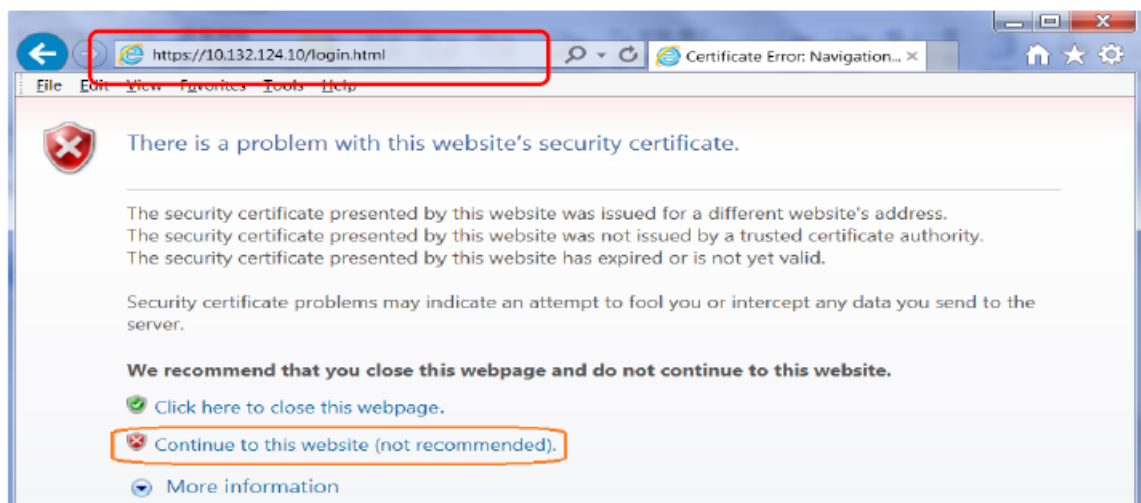 https://10.132.124.10/login.html
Certificate Error: Navigation...
File Edit View Favorites Tools Help
There is a problem with this website's security certificate.
The security certificate presented by this website was issued for a different website's address.
The security certificate presented by this website was not issued by a trusted certificate authority.
The security certificate presented by this website has expired or is not yet valid.
Security certificate problems may indicate an attempt to fool you or intercept any data you send to the
server.
We recommend that you close this webpage and do not continue to this website.
Click here to close this webpage.
Continue to this website (not recommended).
More information